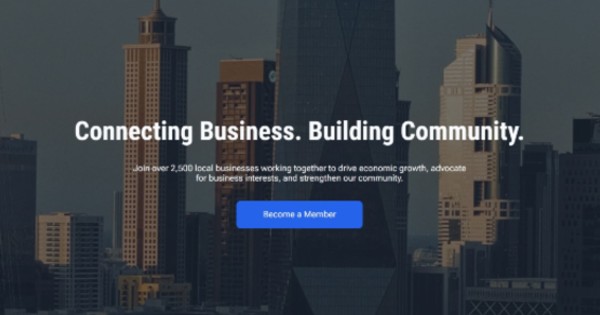 Connecting Business. Building Community.
Join over 2,500 local businesses working together to drive economic growth, advocate
for business interests, and strengthen our community.
Become a Member